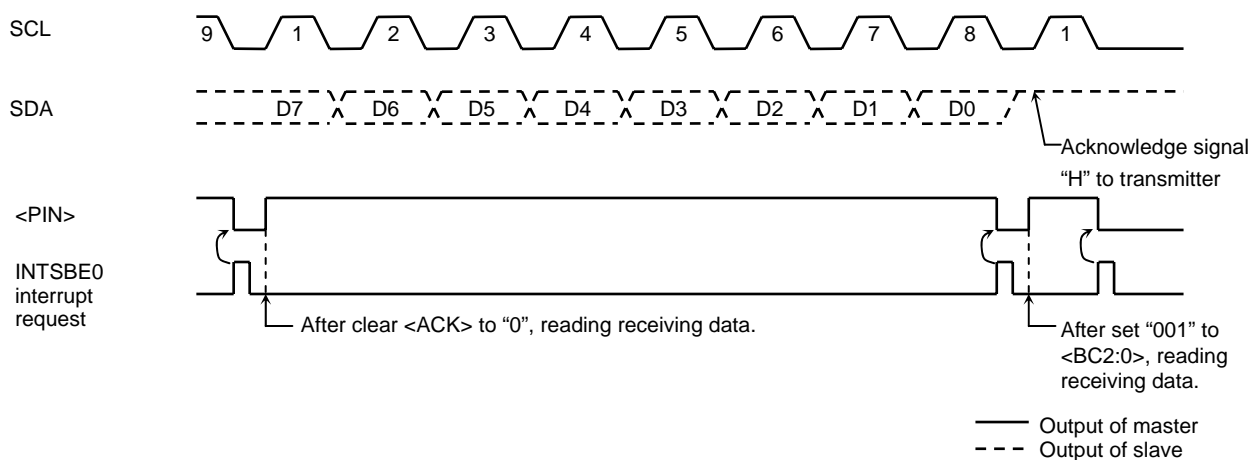 SCL
9 1 2 3 4 5 6 7 8 1
SDA
D7 D6 D5 D4 D3 D2 D1 D0
Acknowledge signal
“H” to transmitter
<PIN>
INTSBE0
interrupt
request
After clear <ACK> to “0”, reading receiving data.
After set “001” to
<BC2:0>, reading
receiving data.
Output of master
Output of slave